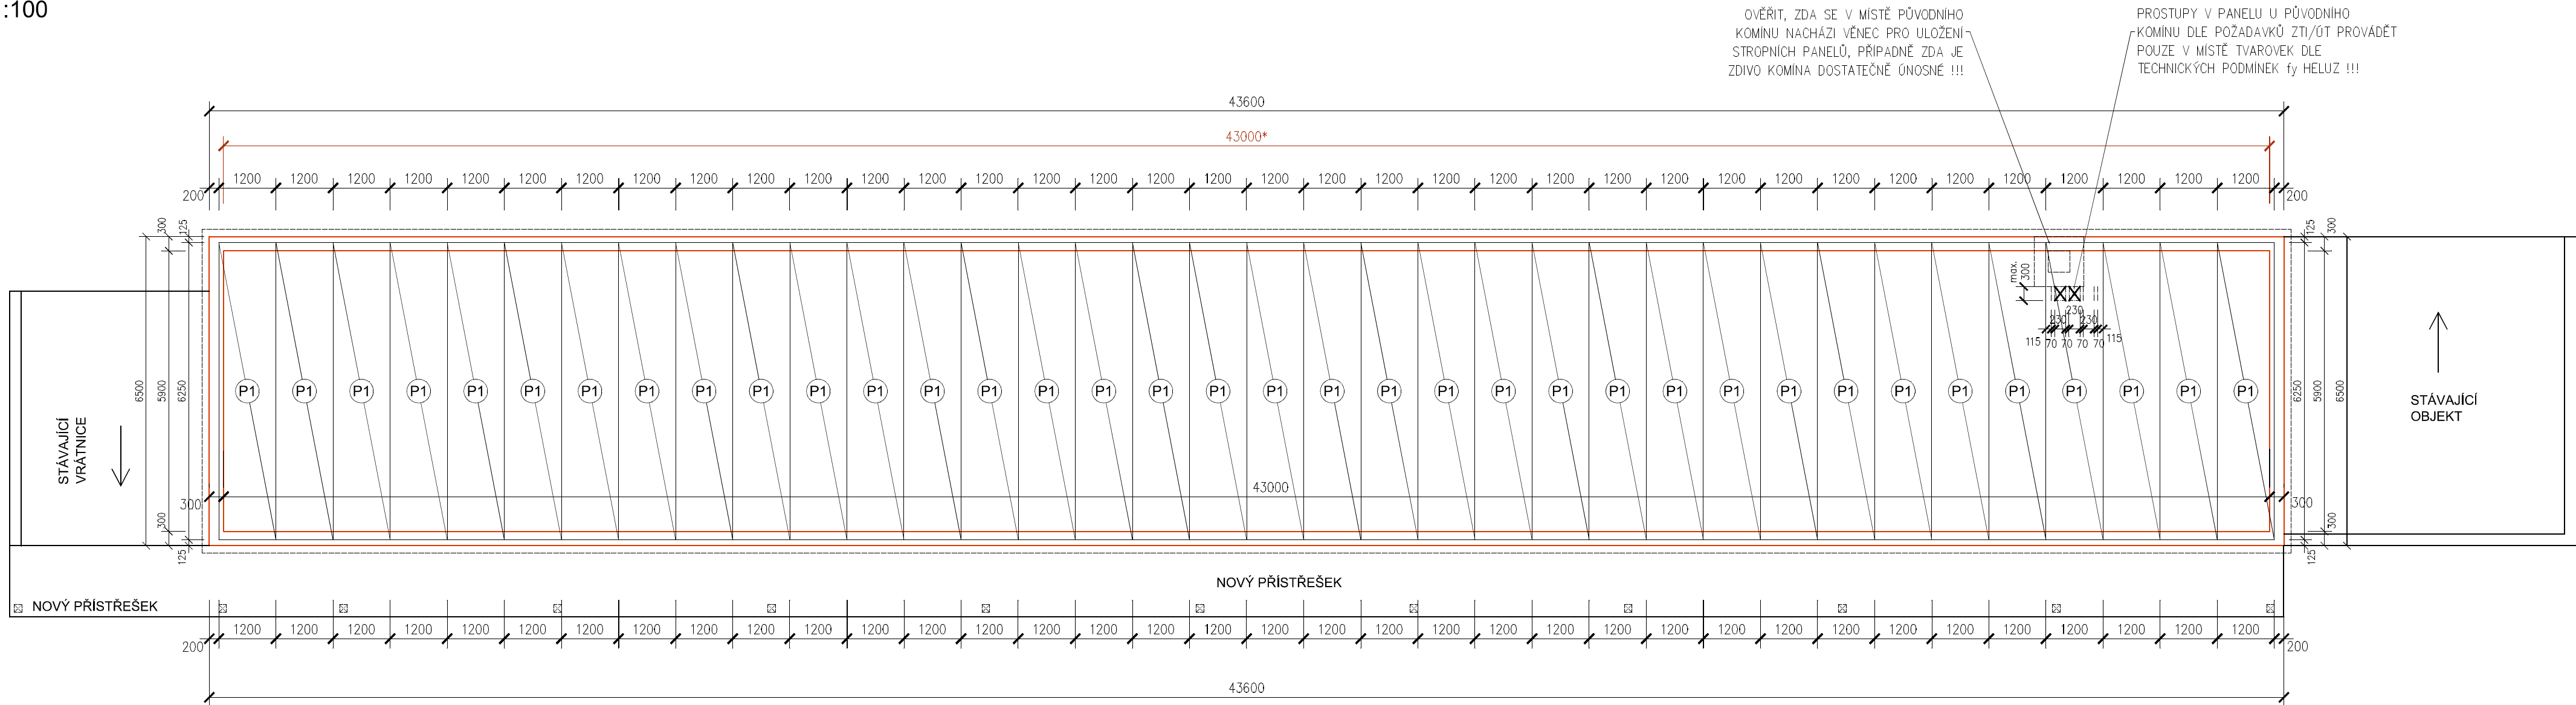 :100
OVĚŘIT, ZDA SE V MÍSTĚ PŮVODNÍHO
KOMÍNU NACHÁZI VĚNEC PRO ULOŽENÍ
STROPNÍCH PANELŮ, PŘÍPADNĚ ZDA JE
ZDIVO KOMÍNA DOSTATEČNĚ ÚNOSNÉ !!!
PROSTUPY V PANELU U PŮVODNÍHO
KOMÍNU DLE POŽADAVKŮ ZTI/ÚT PROVÁDĚT
POUZE V MÍSTĚ TVAROVEK DLE
TECHNICKÝCH PODMÍNEK fy HELUZ !!!
43600
43000*
200 1200 1200 1200 1200 1200 1200 1200 1200 1200 1200 1200 1200 1200 1200 1200 1200 1200 1200 1200 1200 1200 1200 1200 1200 1200 1200 1200 1200 1200 1200 1200 1200 1200 1200 1200 1200 200
300 125
125 300
max.
300
230
230 230
115 70 70 70 70 115
6500 5900 6250
P1 P1 P1 P1 P1 P1 P1 P1 P1 P1 P1 P1 P1 P1 P1 P1 P1 P1 P1 P1 P1 P1 P1 P1 P1 P1 P1 P1 P1 P1 P1 P1 P1 P1 P1 P1
6250 5900 6500
STÁVAJÍCÍ
VRÁTNICE
STÁVAJÍCÍ
OBJEKT
300 43000 300
300 125
300 125
NOVÝ PŘÍSTŘEŠEK
NOVÝ PŘÍSTŘEŠEK
200 1200 1200 1200 1200 1200 1200 1200 1200 1200 1200 1200 1200 1200 1200 1200 1200 1200 1200 1200 1200 1200 1200 1200 1200 1200 1200 1200 1200 1200 1200 1200 1200 1200 1200 1200 1200 200
43600